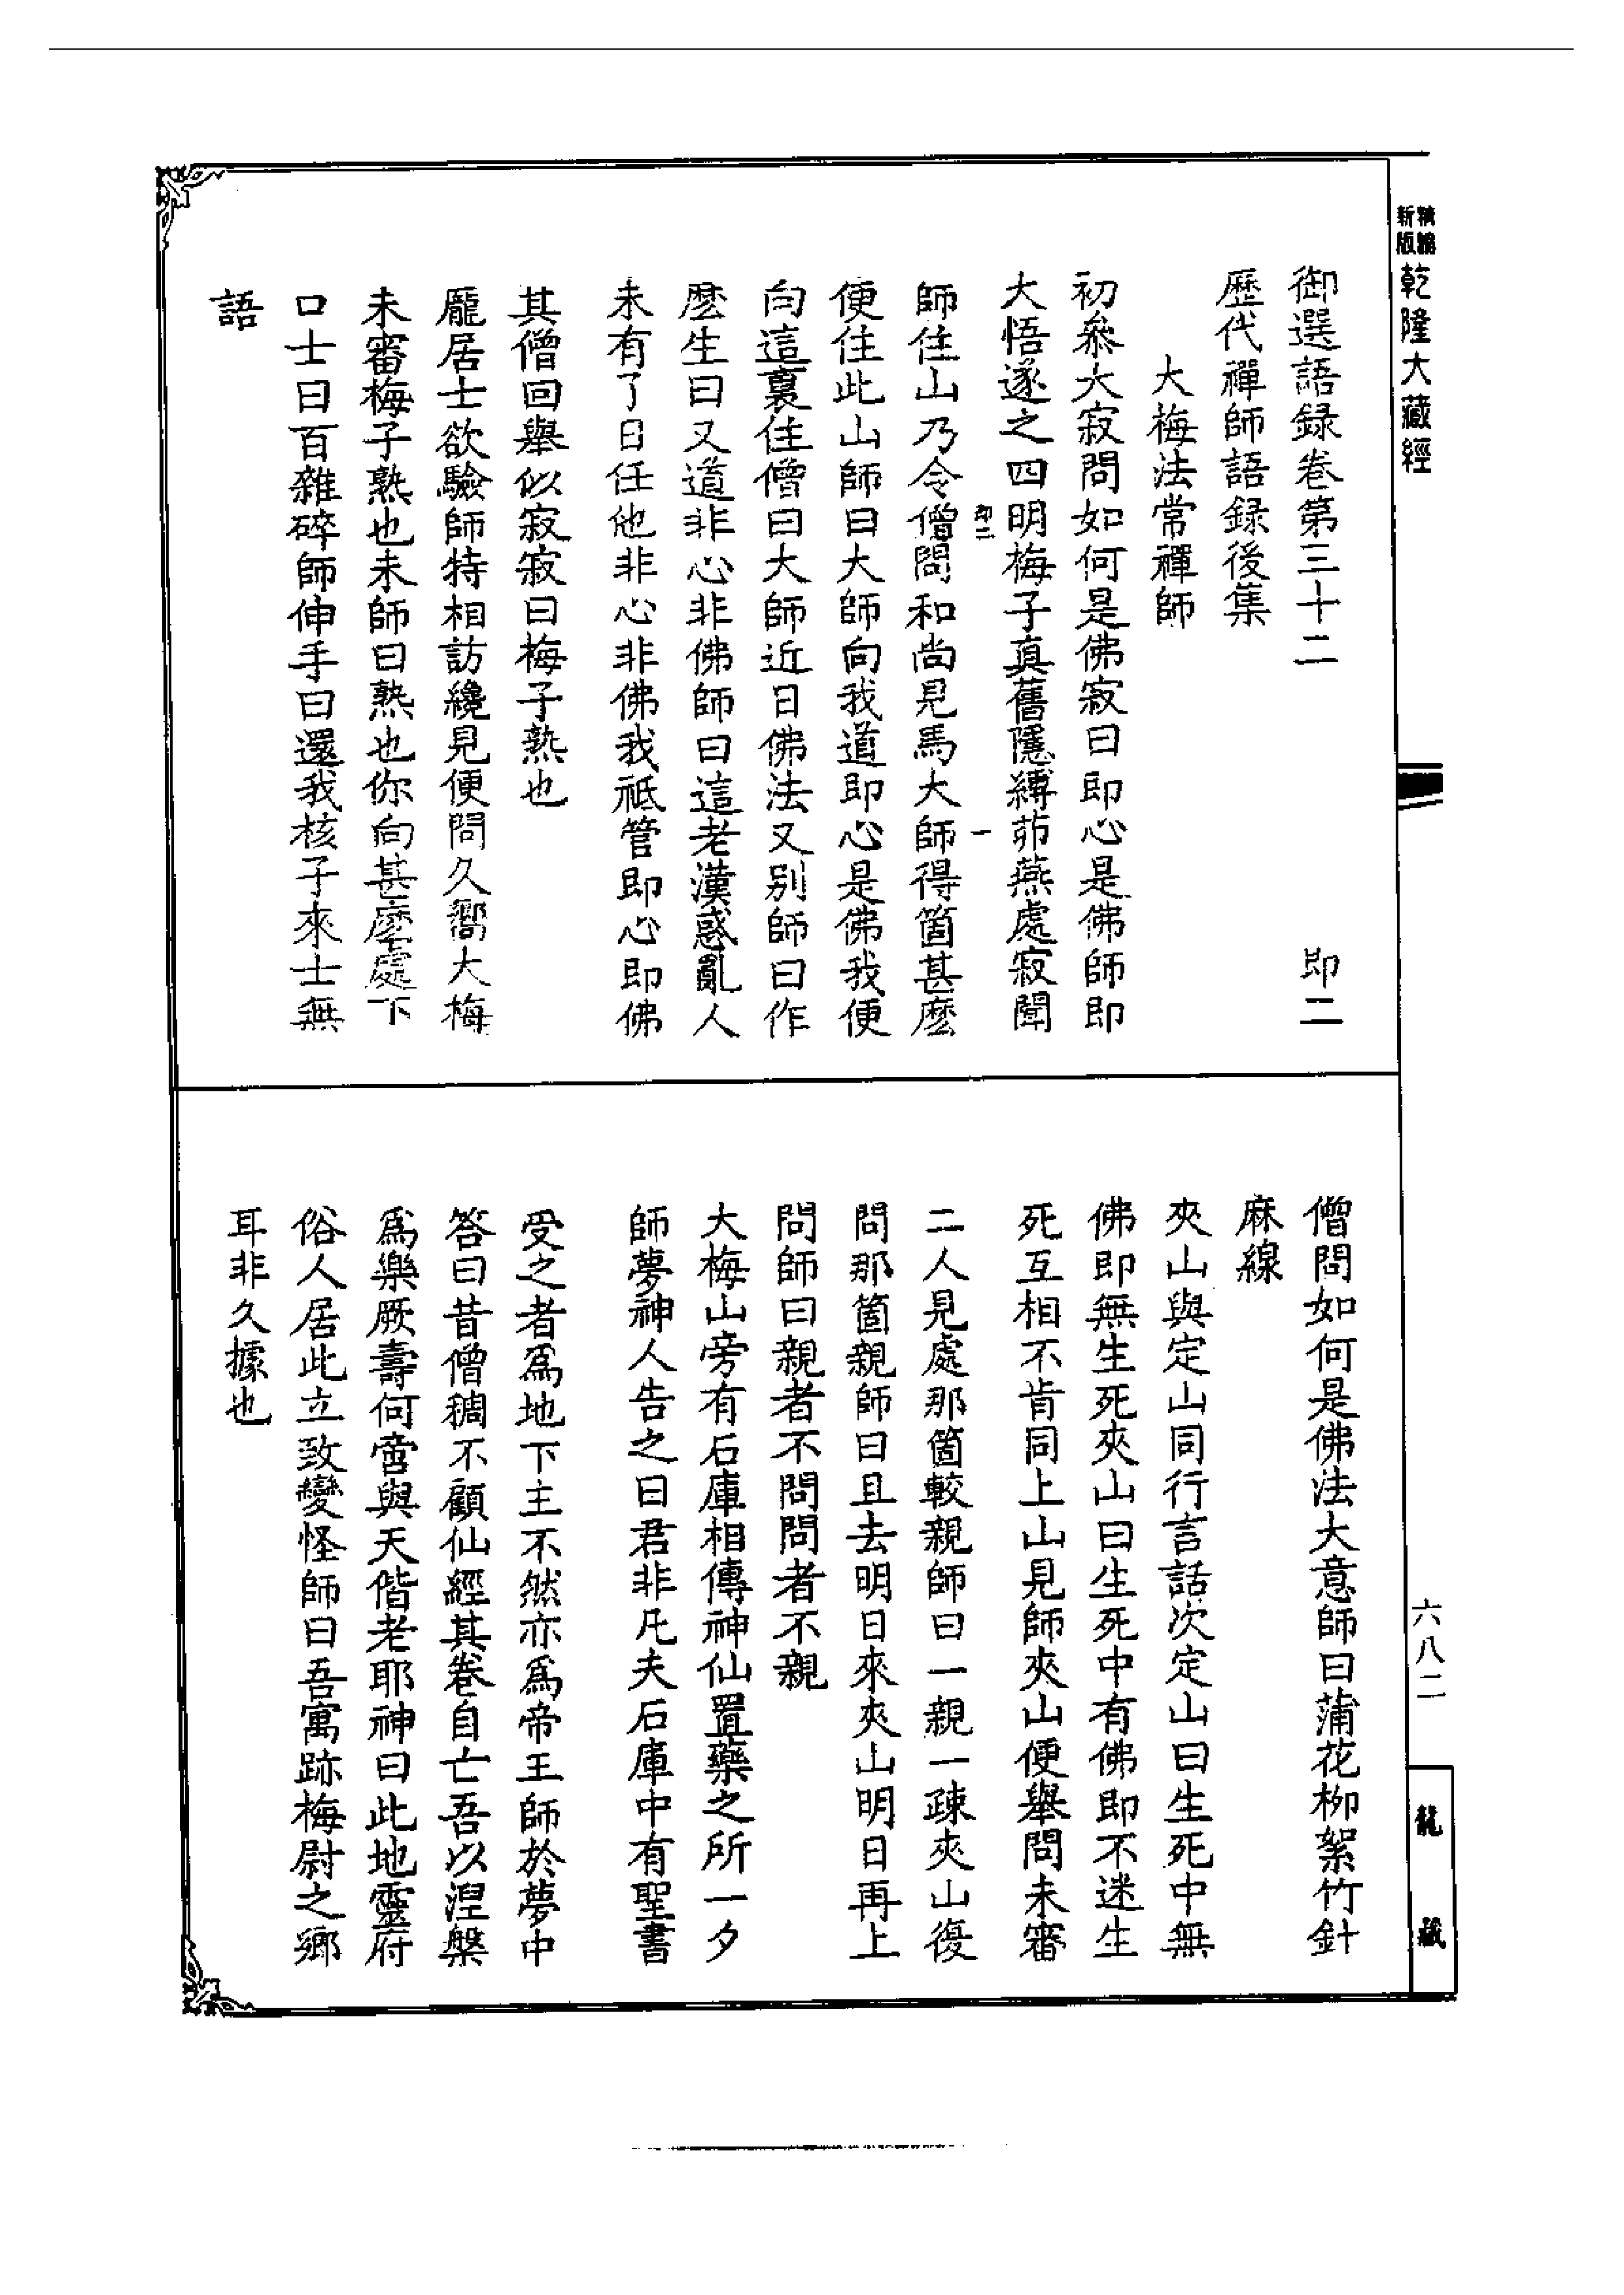 精縮
新版
乾隆大藏經
御選語録卷第三十二　即二
歷代禪師語録後集
大梅法常禪師
初叅大寂問如何是佛寂曰即心是佛師即
大悟遂之四明梅子真舊隱縛茆燕處寂聞
即二　一
師住山乃令僧問和尚見馬大師得箇甚麽
便住此山師曰大師向我道即心是佛我便
向這裏住僧曰大師近日佛法又别師曰作
麽生曰又道非心非佛師曰這老漢惑亂人
未有了日任他非心非佛我祗管即心即佛
其僧回舉似寂寂曰梅子熟也
龐居士欲驗師特相訪纔見便問久嚮大梅
未審梅子熟也未師曰熟也你向甚麽處下
口士曰百雜碎師伸手曰還我核子來士無
語
僧問如何是佛法大意師曰蒲花柳絮竹針
麻線
夾山與定山同行言話次定山曰生死中無
佛即無生死夾山曰生死中有佛即不迷生
死互相不肯同上山見師夾山便舉問未審
二人見處那箇較親師曰一親一疎夾山復
問那箇親師曰且去明日來夾山明日再上
問師曰親者不問問者不親
大梅山旁有石庫相傳神仙置藥之所一夕
師夢神人告之曰君非凡夫石庫中有聖書
受之者為地下主不然亦為帝王師於夢中
答曰昔僧稠不顧仙經其卷自亡吾以涅槃
為樂厥壽何啻與天偕老耶神曰此地靈府
俗人居此立致變怪師曰吾寓跡梅尉之鄉
耳非久據也
六八二
龍藏